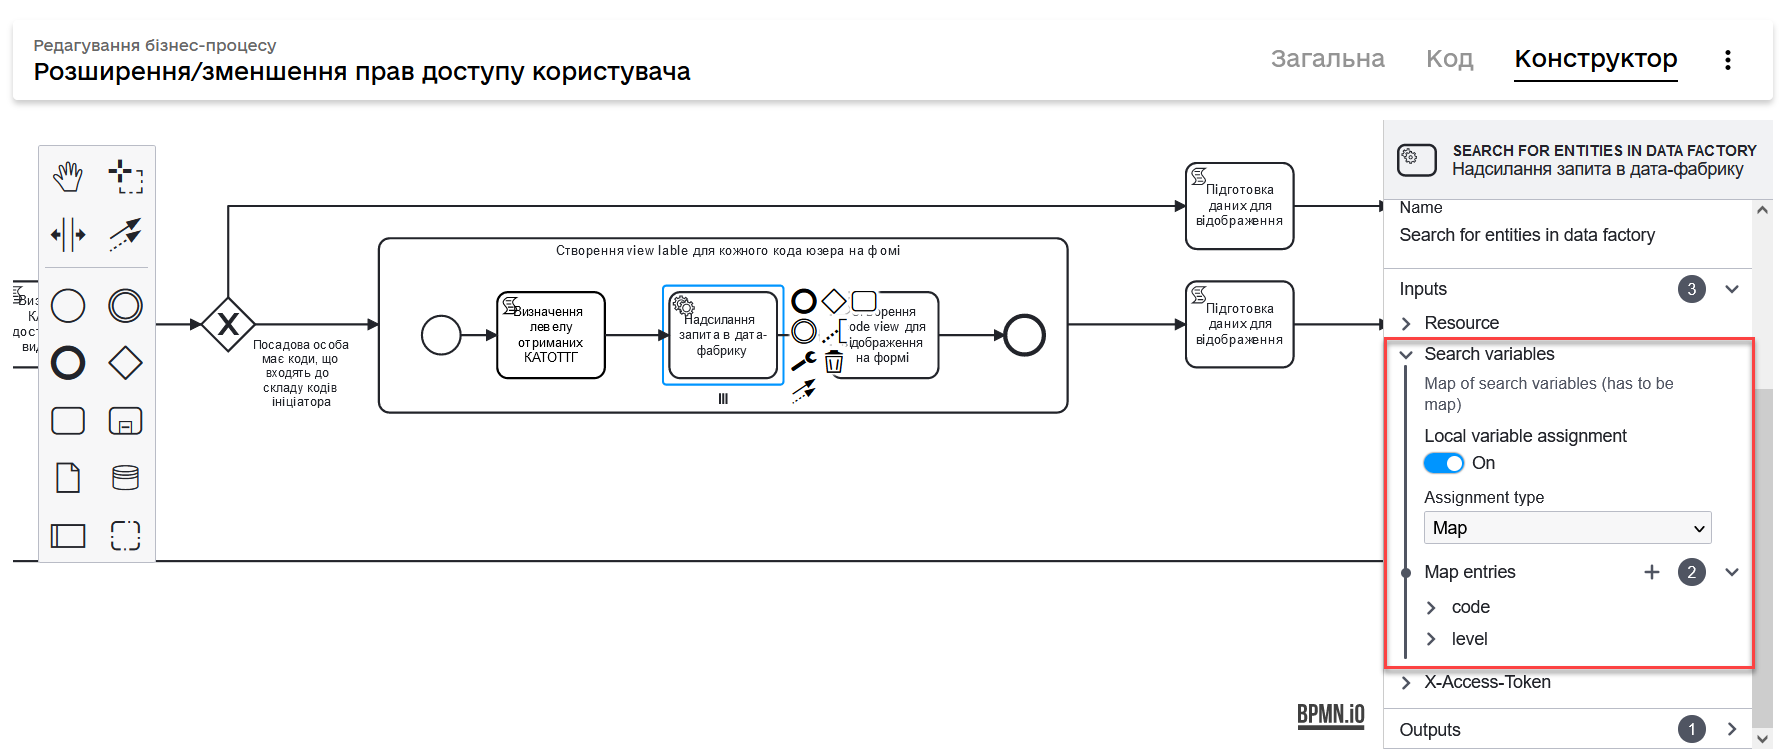 Редагування бізнес-процесу
Розширення/зменшення прав доступу користувача
Загальна
Код
Конструктор
Посадова особа
має коди, що
входять до
складу кодів
ініціатора
Створення view lable для кожного кода юзера на фомі
Визначення
левелу
отриманих
КАТОТТГ
Надсилання
запита в дата-
фабрику
ode view для
на формі
Підготовка
даних для
відображення
Підготовка
даних для
відображення
BPMN.iO
SEARCH FOR ENTITIES IN DATA FACTORY
Надсилання запита в дата-фабрику
Name
Search for entities in data factory
Inputs
3
Resource
Search variables
Map of search variables (has to be
map)
Local variable assignment
On
Assignment type
Map
Map entries
2
code
level
X-Access-Token
Outputs
1